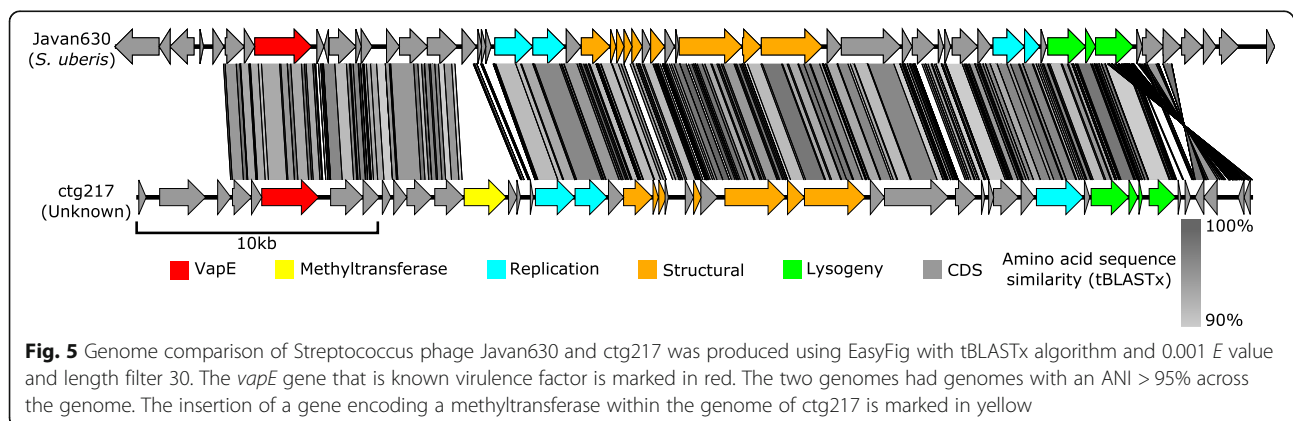 Javan630
(S. uberis)
ctg217
(Unknown)
10kb
VapE Methyltransferase Replication Structural Lysogeny CDS
Amino acid sequence
similarity (tBLASTx)
100%
90%
Fig. 5 Genome comparison of Streptococcus phage Javan630 and ctg217 was produced using EasyFig with tBLASTx algorithm and 0.001 E value
and length filter 30. The vapE gene that is known virulence factor is marked in red. The two genomes had genomes with an ANI > 95% across
the genome. The insertion of a gene encoding a methyltransferase within the genome of ctg217 is marked in yellow